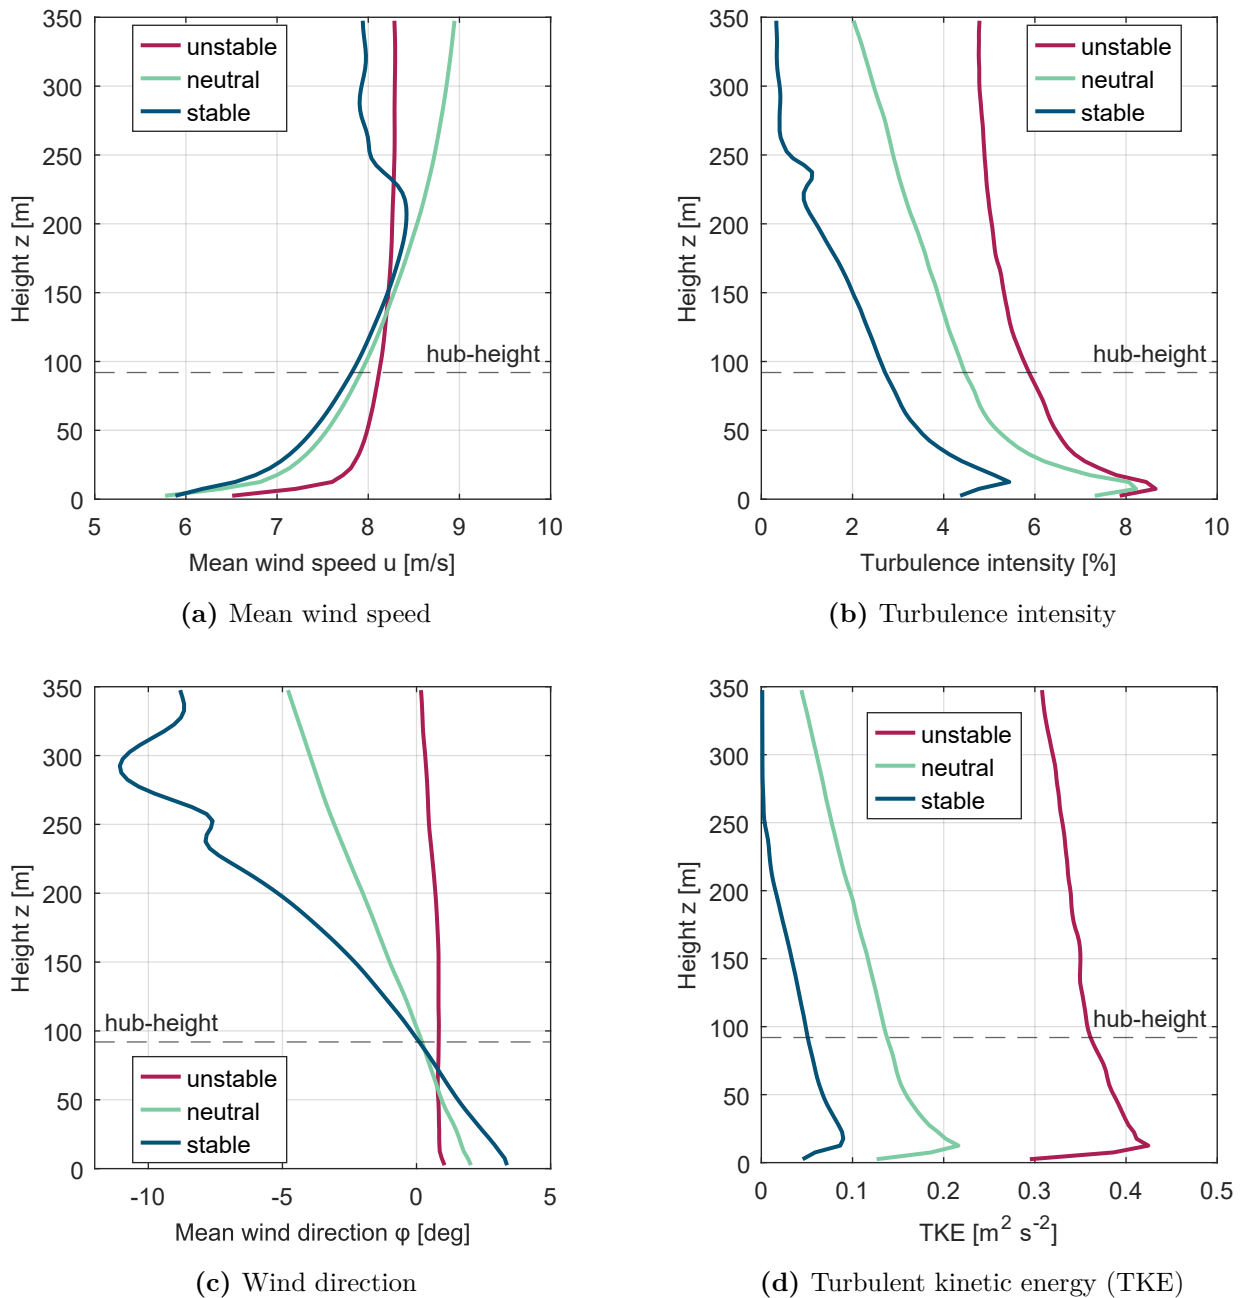 350
300
250
200
150
100
50
0
Height z [m]
unstable
neutral
stable
hub-height
5 6 7 8 9 10
Mean wind speed u [m/s]
(a) Mean wind speed
350
300
250
200
150
100
50
0
Height z [m]
unstable
neutral
stable
hub-height
0 2 4 6 8 10
Turbulence intensity [%]
(b) Turbulence intensity
350
300
250
200
150
100
50
0
Height z [m]
hub-height
unstable
neutral
stable
-10 -5 0 5
Mean wind direction φ [deg]
(c) Wind direction
350
300
250
200
150
100
50
0
Height z [m]
unstable
neutral
stable
hub-height
0 0.1 0.2 0.3 0.4 0.5
TKE [m² s⁻²]
(d) Turbulent kinetic energy (TKE)